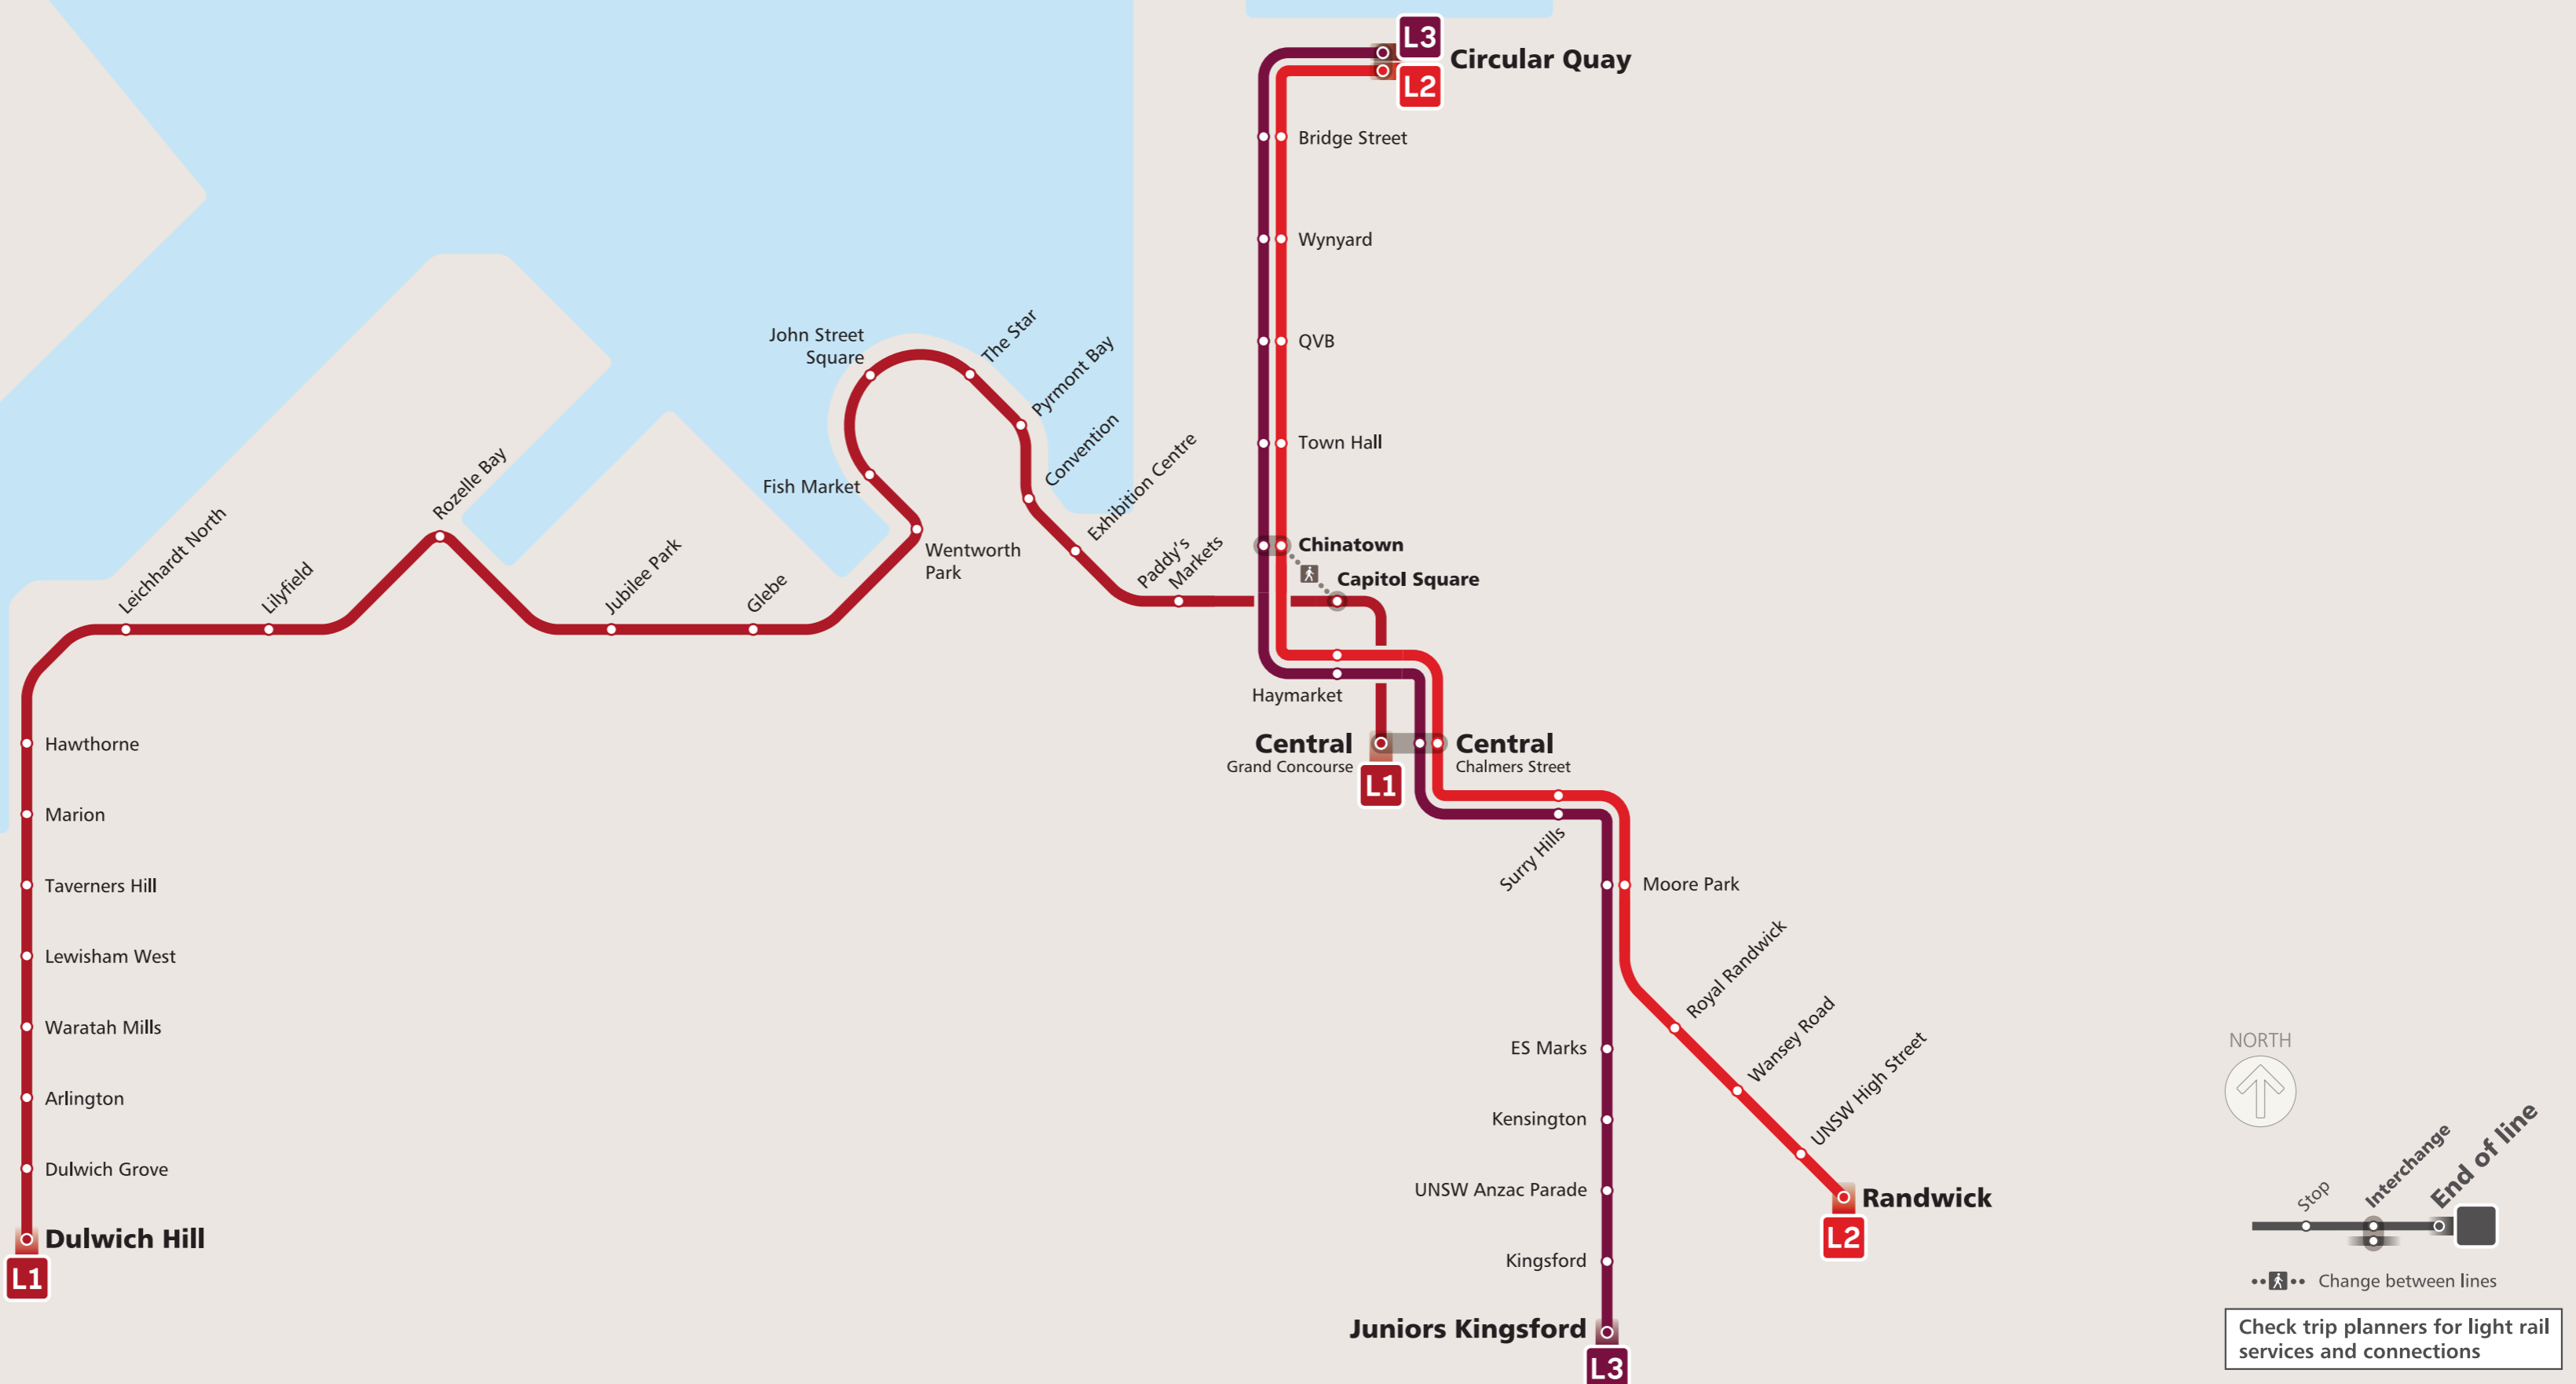 L3
Circular Quay
L2
Bridge Street
Wynyard
QVB
Town Hall
Chinatown
Capitol Square
Haymarket
Central
Grand Concourse
L1
Central
Chalmers Street
Surry Hills
Moore Park
Royal Randwick
Wansey Road
UNSW High Street
Randwick
L2
ES Marks
Kensington
UNSW Anzac Parade
Kingsford
Juniors Kingsford
L3
Paddy's
Markets
Exhibition Centre
Convention
Pyrmont Bay
The Star
John Street
Square
Fish Market
Wentworth
Park
Glebe
Jubilee Park
Rozelle Bay
Lilyfield
Leichhardt North
Hawthorne
Marion
Taverners Hill
Lewisham West
Waratah Mills
Arlington
Dulwich Grove
Dulwich Hill
L1
NORTH
Stop
Interchange
End of line
Change between lines
Check trip planners for light rail
services and connections